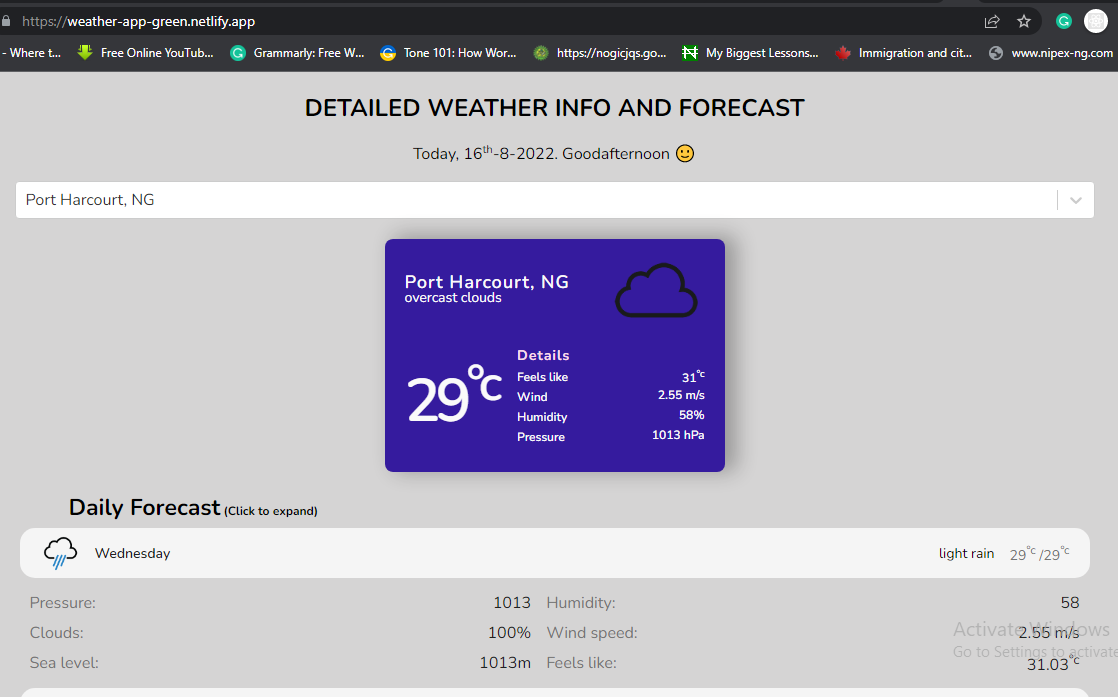 https://weather-app-green.netlify.app
- Where t... Free Online YouTub... Grammarly: Free W... Tone 101: How Wor... https://nogicjqs.go... My Biggest Lessons... Immigration and cit... www.nipex-ng.com
DETAILED WEATHER INFO AND FORECAST
Today, 16th-8-2022. Goodafternoon
Port Harcourt, NG
Port Harcourt, NG
overcast clouds
29°c
Details
Feels like 31°c
Wind 2.55 m/s
Humidity 58%
Pressure 1013 hPa
Daily Forecast (Click to expand)
Wednesday light rain 29°c /29°c
Pressure: 1013 Humidity: 58
Clouds: 100% Wind speed: 2.55 m/s
Sea level: 1013m Feels like: 31.03°c
Activate Windows
Go to Settings to activate